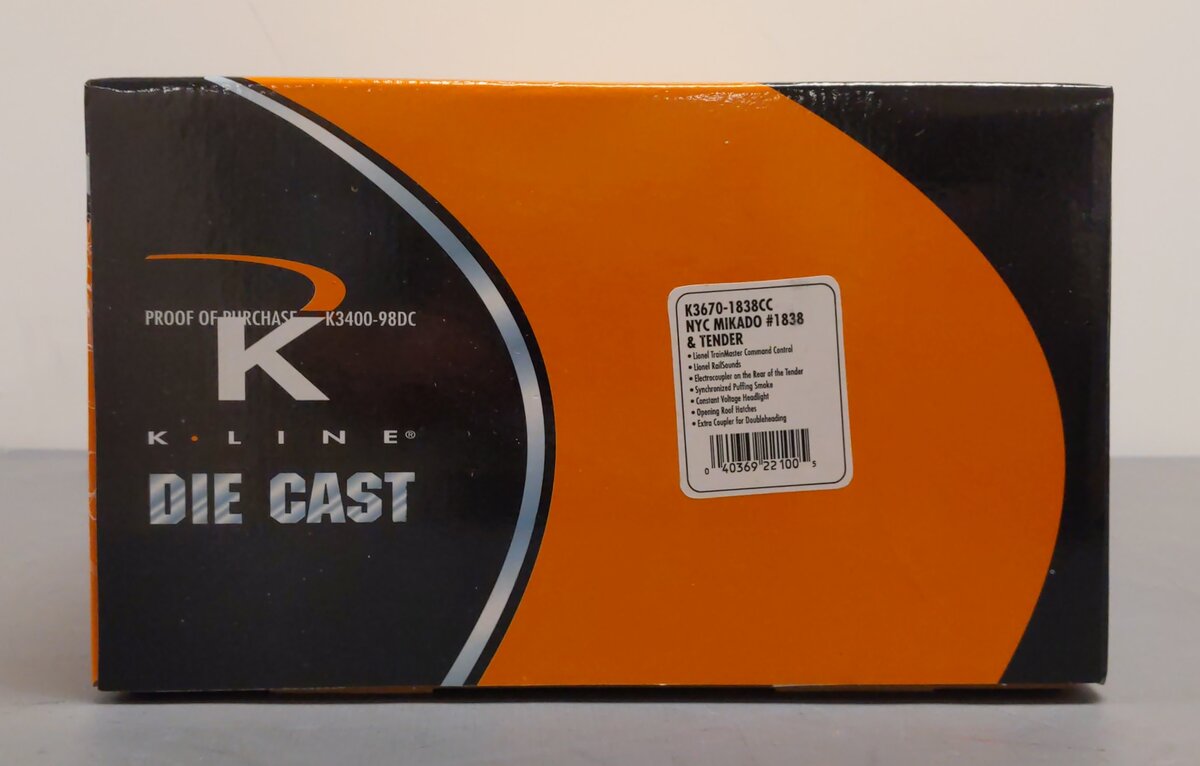 PROOF OF PURCHASE K3400-98DC
K
K·LINE®
DIE CAST
K3670-1838CC
NYC MIKADO #1838
& TENDER
• Lionel TrainMaster Command Control
• Lionel RailSounds
• Electrocoupler on the Rear of the Tender
• Synchronized Puffing Smoke
• Constant Voltage Headlight
• Opening Roof Hatches
• Extra Coupler for Doubleheading
0 40369 22100 5